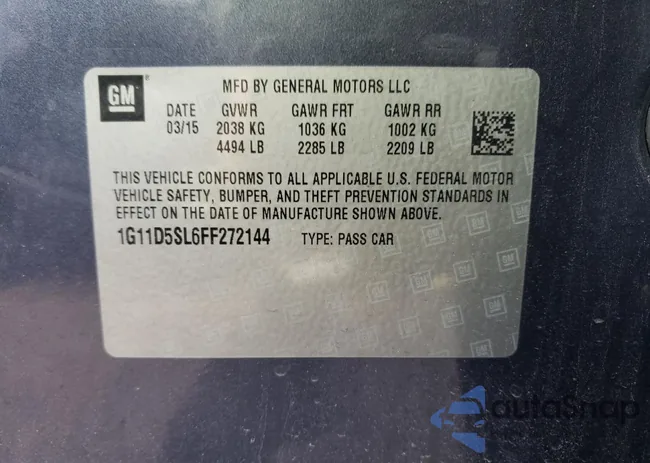 GM ® MFD BY GENERAL MOTORS LLC
DATE GVWR GAWR FRT GAWR RR
03/15 2038 KG 1036 KG 1002 KG
4494 LB 2285 LB 2209 LB
THIS VEHICLE CONFORMS TO ALL APPLICABLE U.S. FEDERAL MOTOR
VEHICLE SAFETY, BUMPER, AND THEFT PREVENTION STANDARDS IN
EFFECT ON THE DATE OF MANUFACTURE SHOWN ABOVE.
1G11D5SL6FF272144 TYPE: PASS CAR
autoSnap